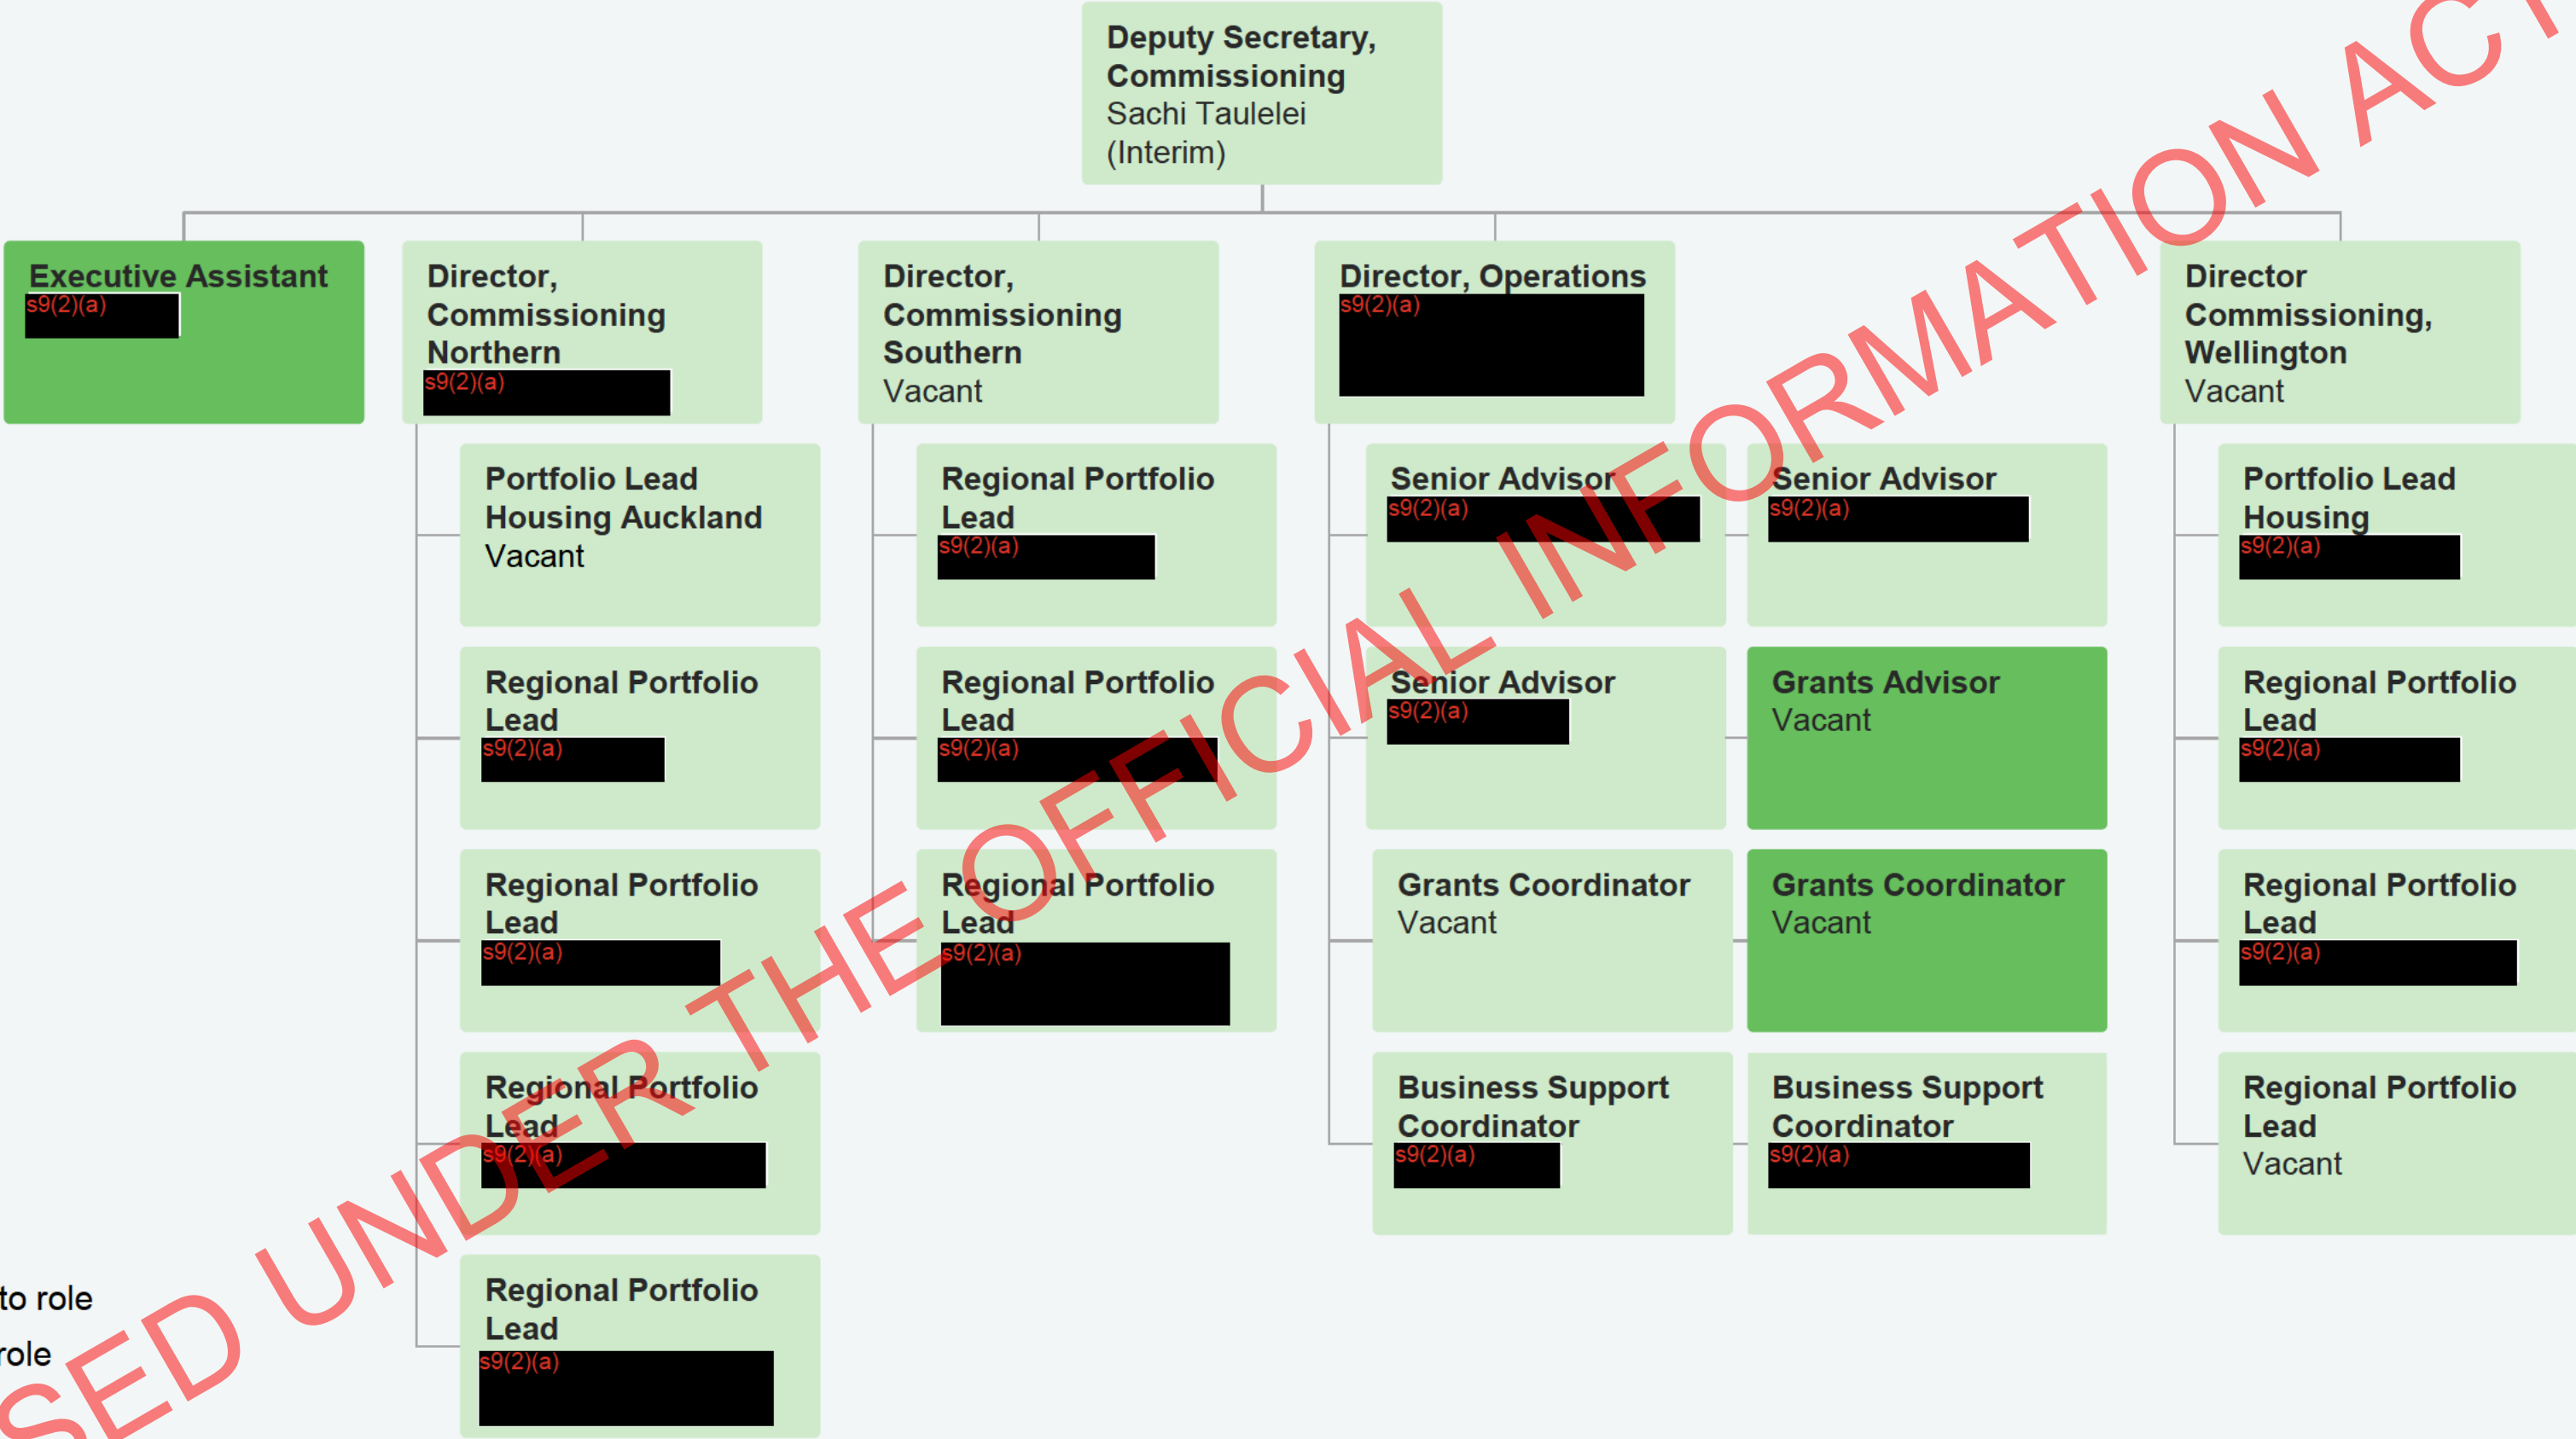 Deputy Secretary,
Commissioning
Sachi Taulelei
(Interim)
Executive Assistant
s9(2)(a)
Director,
Commissioning
Northern
s9(2)(a)
Director,
Commissioning
Southern
Vacant
Director, Operations
s9(2)(a)
Director
Commissioning,
Wellington
Vacant
Portfolio Lead
Housing Auckland
Vacant
Regional Portfolio
Lead
s9(2)(a)
Regional Portfolio
Lead
s9(2)(a)
Regional Portfolio
Lead
s9(2)(a)
Regional Portfolio
Lead
s9(2)(a)
Regional Portfolio
Lead
s9(2)(a)
Regional Portfolio
Lead
s9(2)(a)
Regional Portfolio
Lead
s9(2)(a)
Senior Advisor
s9(2)(a)
Senior Advisor
s9(2)(a)
Senior Advisor
s9(2)(a)
Grants Advisor
Vacant
Grants Coordinator
Vacant
Grants Coordinator
Vacant
Business Support
Coordinator
s9(2)(a)
Business Support
Coordinator
s9(2)(a)
Portfolio Lead
Housing
s9(2)(a)
Regional Portfolio
Lead
s9(2)(a)
Regional Portfolio
Lead
s9(2)(a)
Regional Portfolio
Lead
Vacant
to role
role
SED UNDER THE OFFICIAL INFORMATION ACT